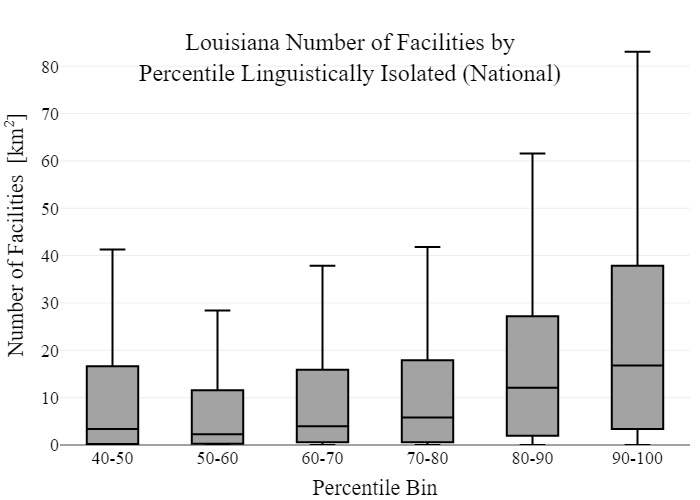 Louisiana Number of Facilities by
Percentile Linguistically Isolated (National)
Number of Facilities [km²]
80
70
60
50
40
30
20
10
0
40-50 50-60 60-70 70-80 80-90 90-100
Percentile Bin